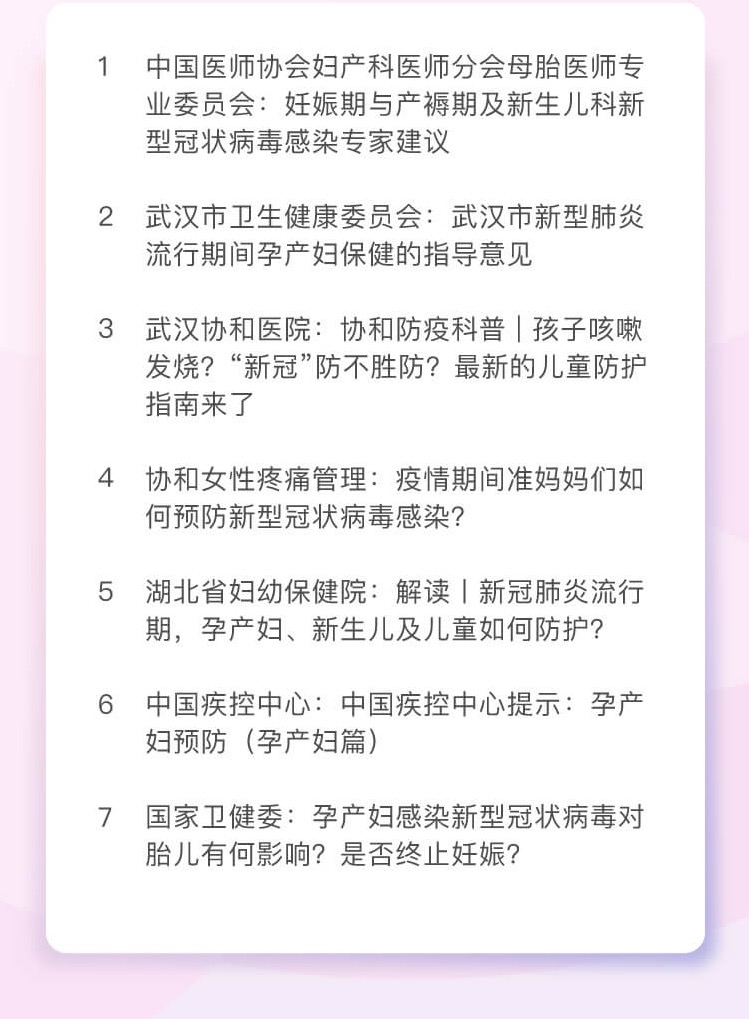 1 中国医师协会妇产科医师分会母胎医师专
业委员会：妊娠期与产褥期及新生儿科新
型冠状病毒感染专家建议
2 武汉市卫生健康委员会：武汉市新型肺炎
流行期间孕产妇保健的指导意见
3 武汉协和医院：协和防疫科普 | 孩子咳嗽
发烧？“新冠”防不胜防？最新的儿童防护
指南来了
4 协和女性疼痛管理：疫情期间准妈妈们如
何预防新型冠状病毒感染？
5 湖北省妇幼保健院：解读丨新冠肺炎流行
期，孕产妇、新生儿及儿童如何防护？
6 中国疾控中心：中国疾控中心提示：孕产
妇预防（孕产妇篇）
7 国家卫健委：孕产妇感染新型冠状病毒对
胎儿有何影响？是否终止妊娠？